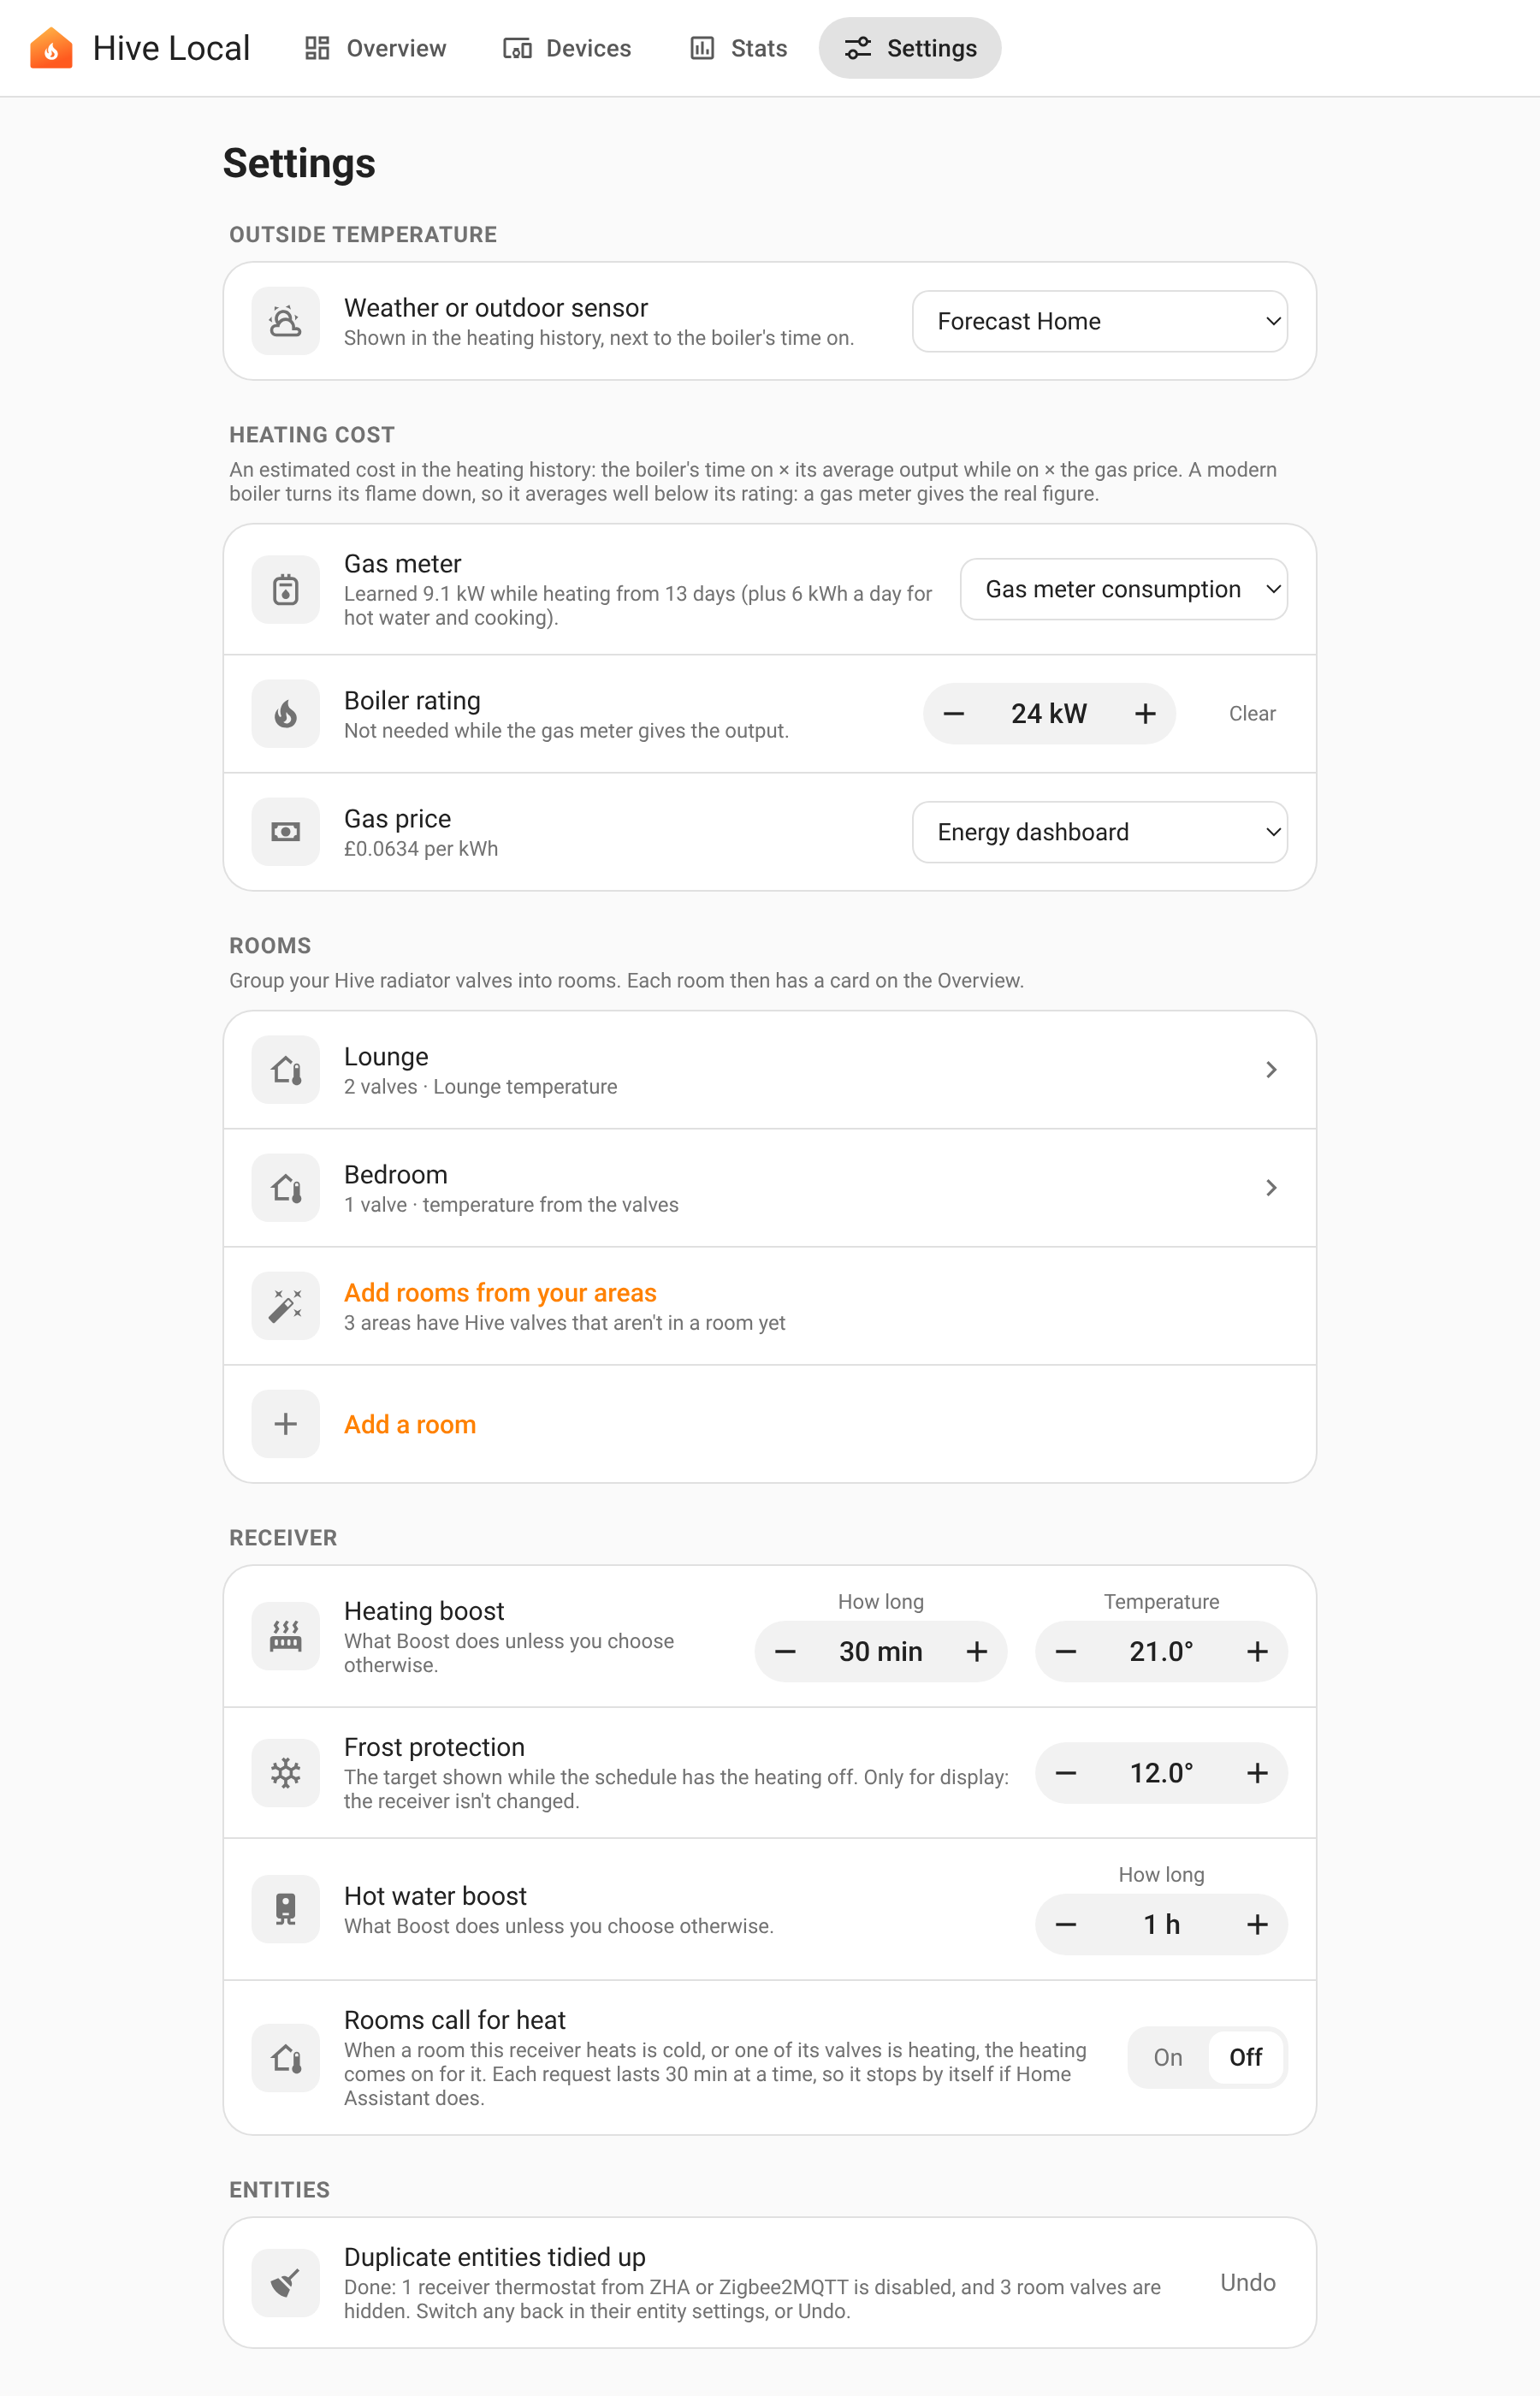 Hive Local
Overview
Devices
Stats
Settings
Settings
OUTSIDE TEMPERATURE
Weather or outdoor sensor
Shown in the heating history, next to the boiler's time on.
Forecast Home
HEATING COST
An estimated cost in the heating history: the boiler's time on × its average output while on × the gas price. A modern
boiler turns its flame down, so it averages well below its rating: a gas meter gives the real figure.
Gas meter
Learned 9.1 kW while heating from 13 days (plus 6 kWh a day for
hot water and cooking).
Gas meter consumption
Boiler rating
Not needed while the gas meter gives the output.
− 24 kW +
Clear
Gas price
£0.0634 per kWh
Energy dashboard
ROOMS
Group your Hive radiator valves into rooms. Each room then has a card on the Overview.
Lounge
2 valves · Lounge temperature
Bedroom
1 valve · temperature from the valves
Add rooms from your areas
3 areas have Hive valves that aren't in a room yet
Add a room
RECEIVER
Heating boost
What Boost does unless you choose
otherwise.
How long
− 30 min +
Temperature
− 21.0° +
Frost protection
The target shown while the schedule has the heating off. Only for display:
the receiver isn't changed.
− 12.0° +
Hot water boost
What Boost does unless you choose otherwise.
How long
− 1 h +
Rooms call for heat
When a room this receiver heats is cold, or one of its valves is heating, the heating
comes on for it. Each request lasts 30 min at a time, so it stops by itself if Home
Assistant does.
On
Off
ENTITIES
Duplicate entities tidied up
Done: 1 receiver thermostat from ZHA or Zigbee2MQTT is disabled, and 3 room valves are
hidden. Switch any back in their entity settings, or Undo.
Undo